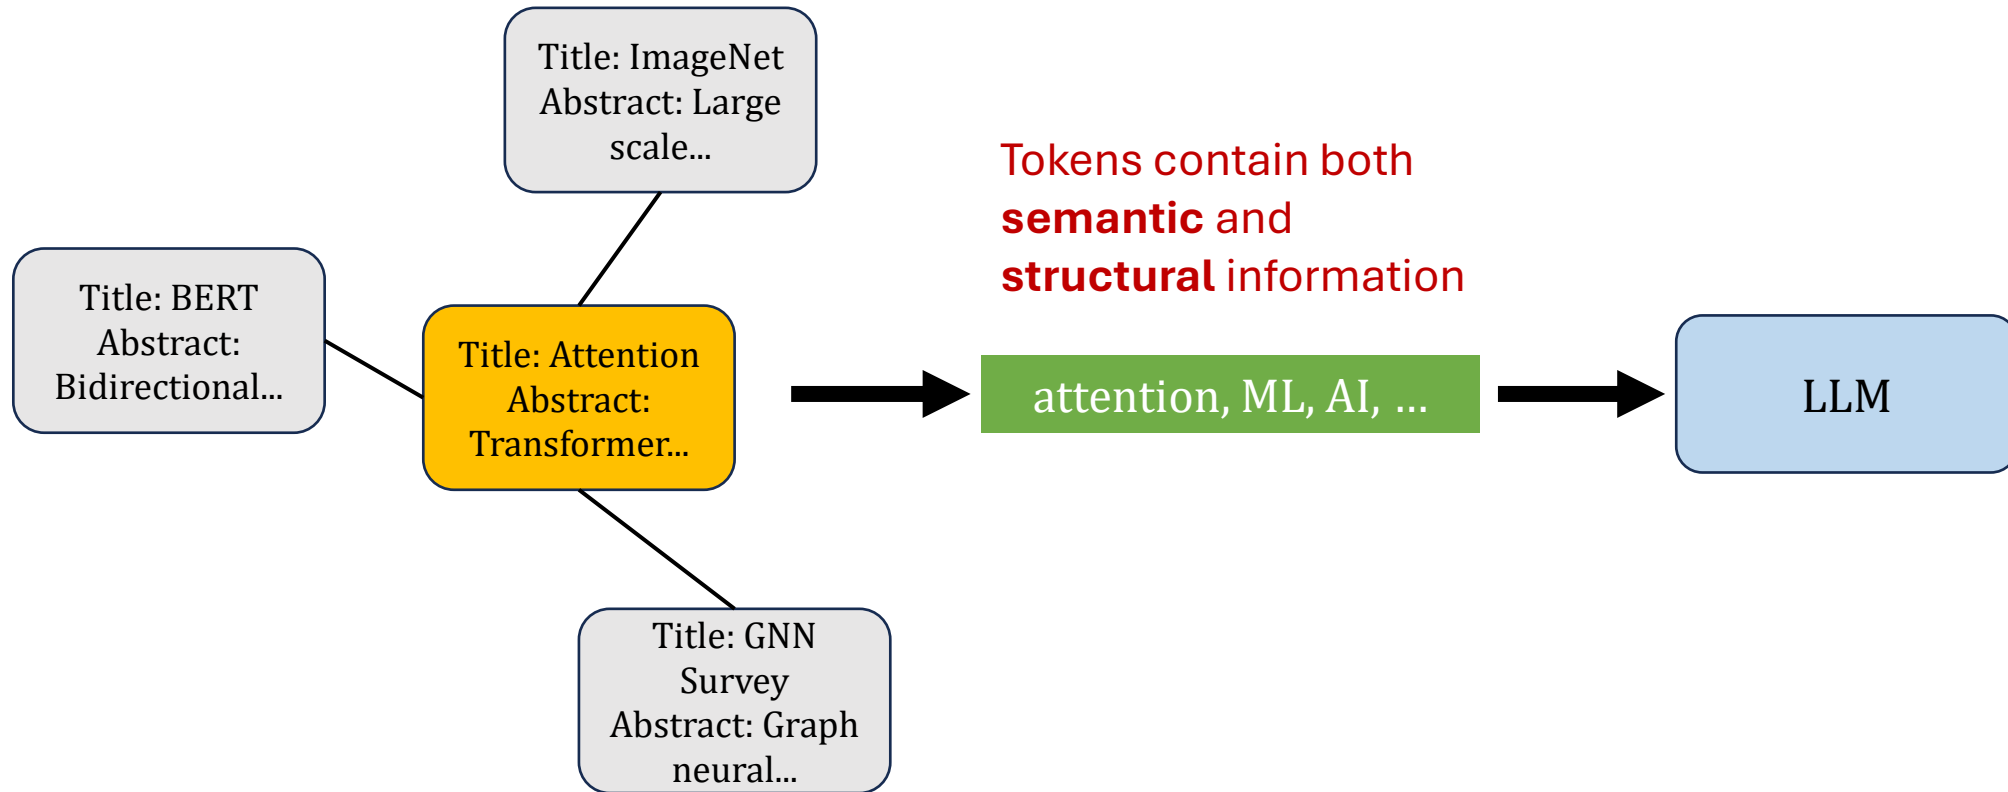 Title: ImageNet
Abstract: Large
scale...
Title: BERT
Abstract:
Bidirectional...
Title: Attention
Abstract:
Transformer...
Title: GNN
Survey
Abstract: Graph
neural...
Tokens contain both
semantic and
structural information
attention, ML, AI, ...
LLM